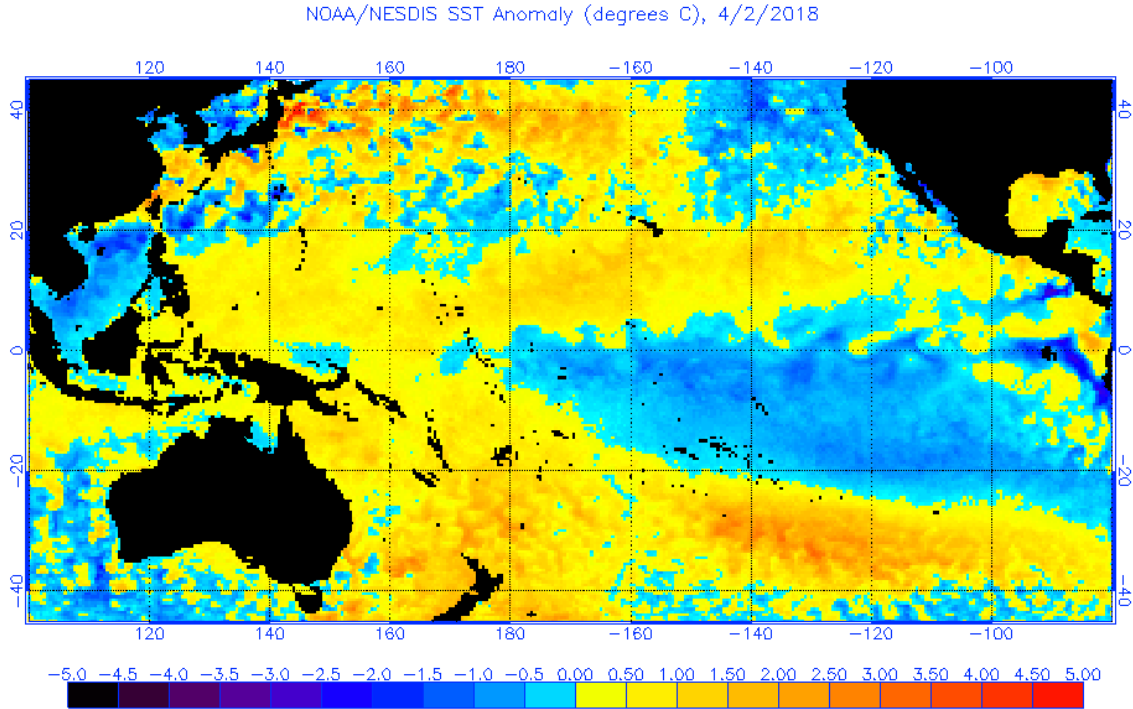 NOAA/NESDIS SST Anomaly (degrees C), 4/2/2018
120 140 160 180 −160 −140 −120 −100
40 40
20 20
0 0
−20 −20
−40 −40
120 140 160 180 −160 −140 −120 −100
−5.0 −4.5 −4.0 −3.5 −3.0 −2.5 −2.0 −1.5 −1.0 −0.5 0.00 0.50 1.00 1.50 2.00 2.50 3.00 3.50 4.00 4.50 5.00